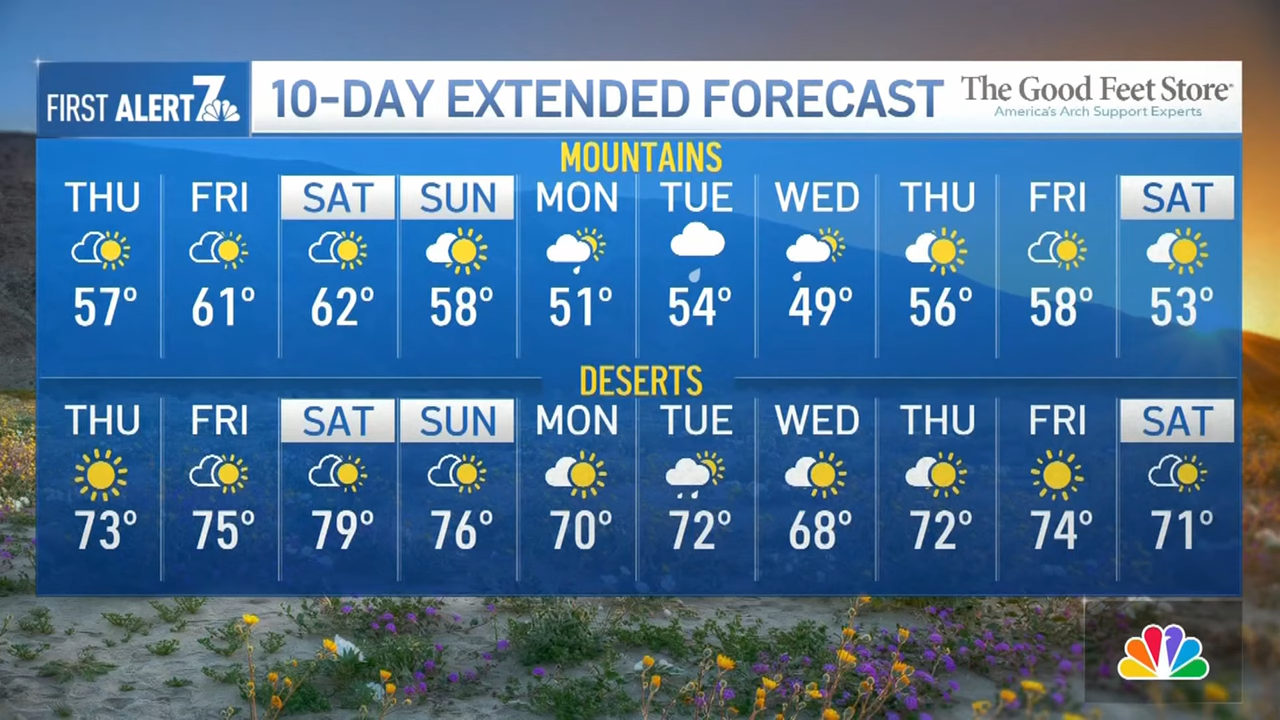 FIRST ALERT 7
10-DAY EXTENDED FORECAST
The Good Feet Store®
America's Arch Support Experts
MOUNTAINS
THU FRI SAT SUN MON TUE WED THU FRI SAT
57° 61° 62° 58° 51° 54° 49° 56° 58° 53°
DESERTS
THU FRI SAT SUN MON TUE WED THU FRI SAT
73° 75° 79° 76° 70° 72° 68° 72° 74° 71°